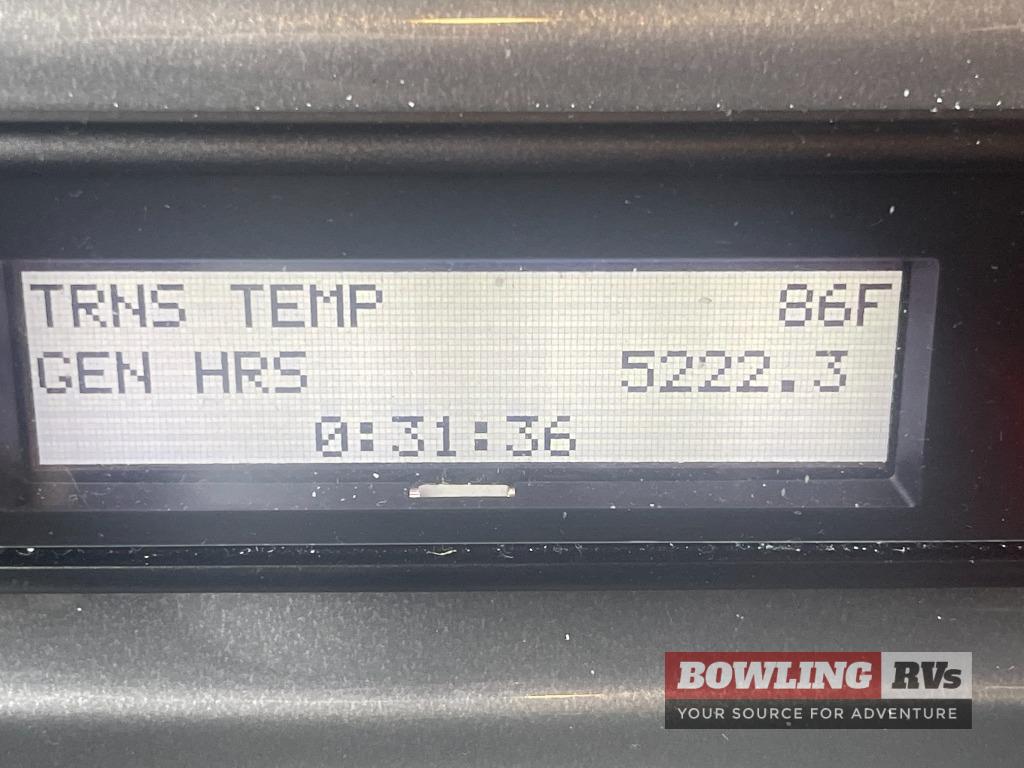 TRNS TEMP 86F
GEN HRS 5222.3
0:31:36
BOWLING RVs
YOUR SOURCE FOR ADVENTURE